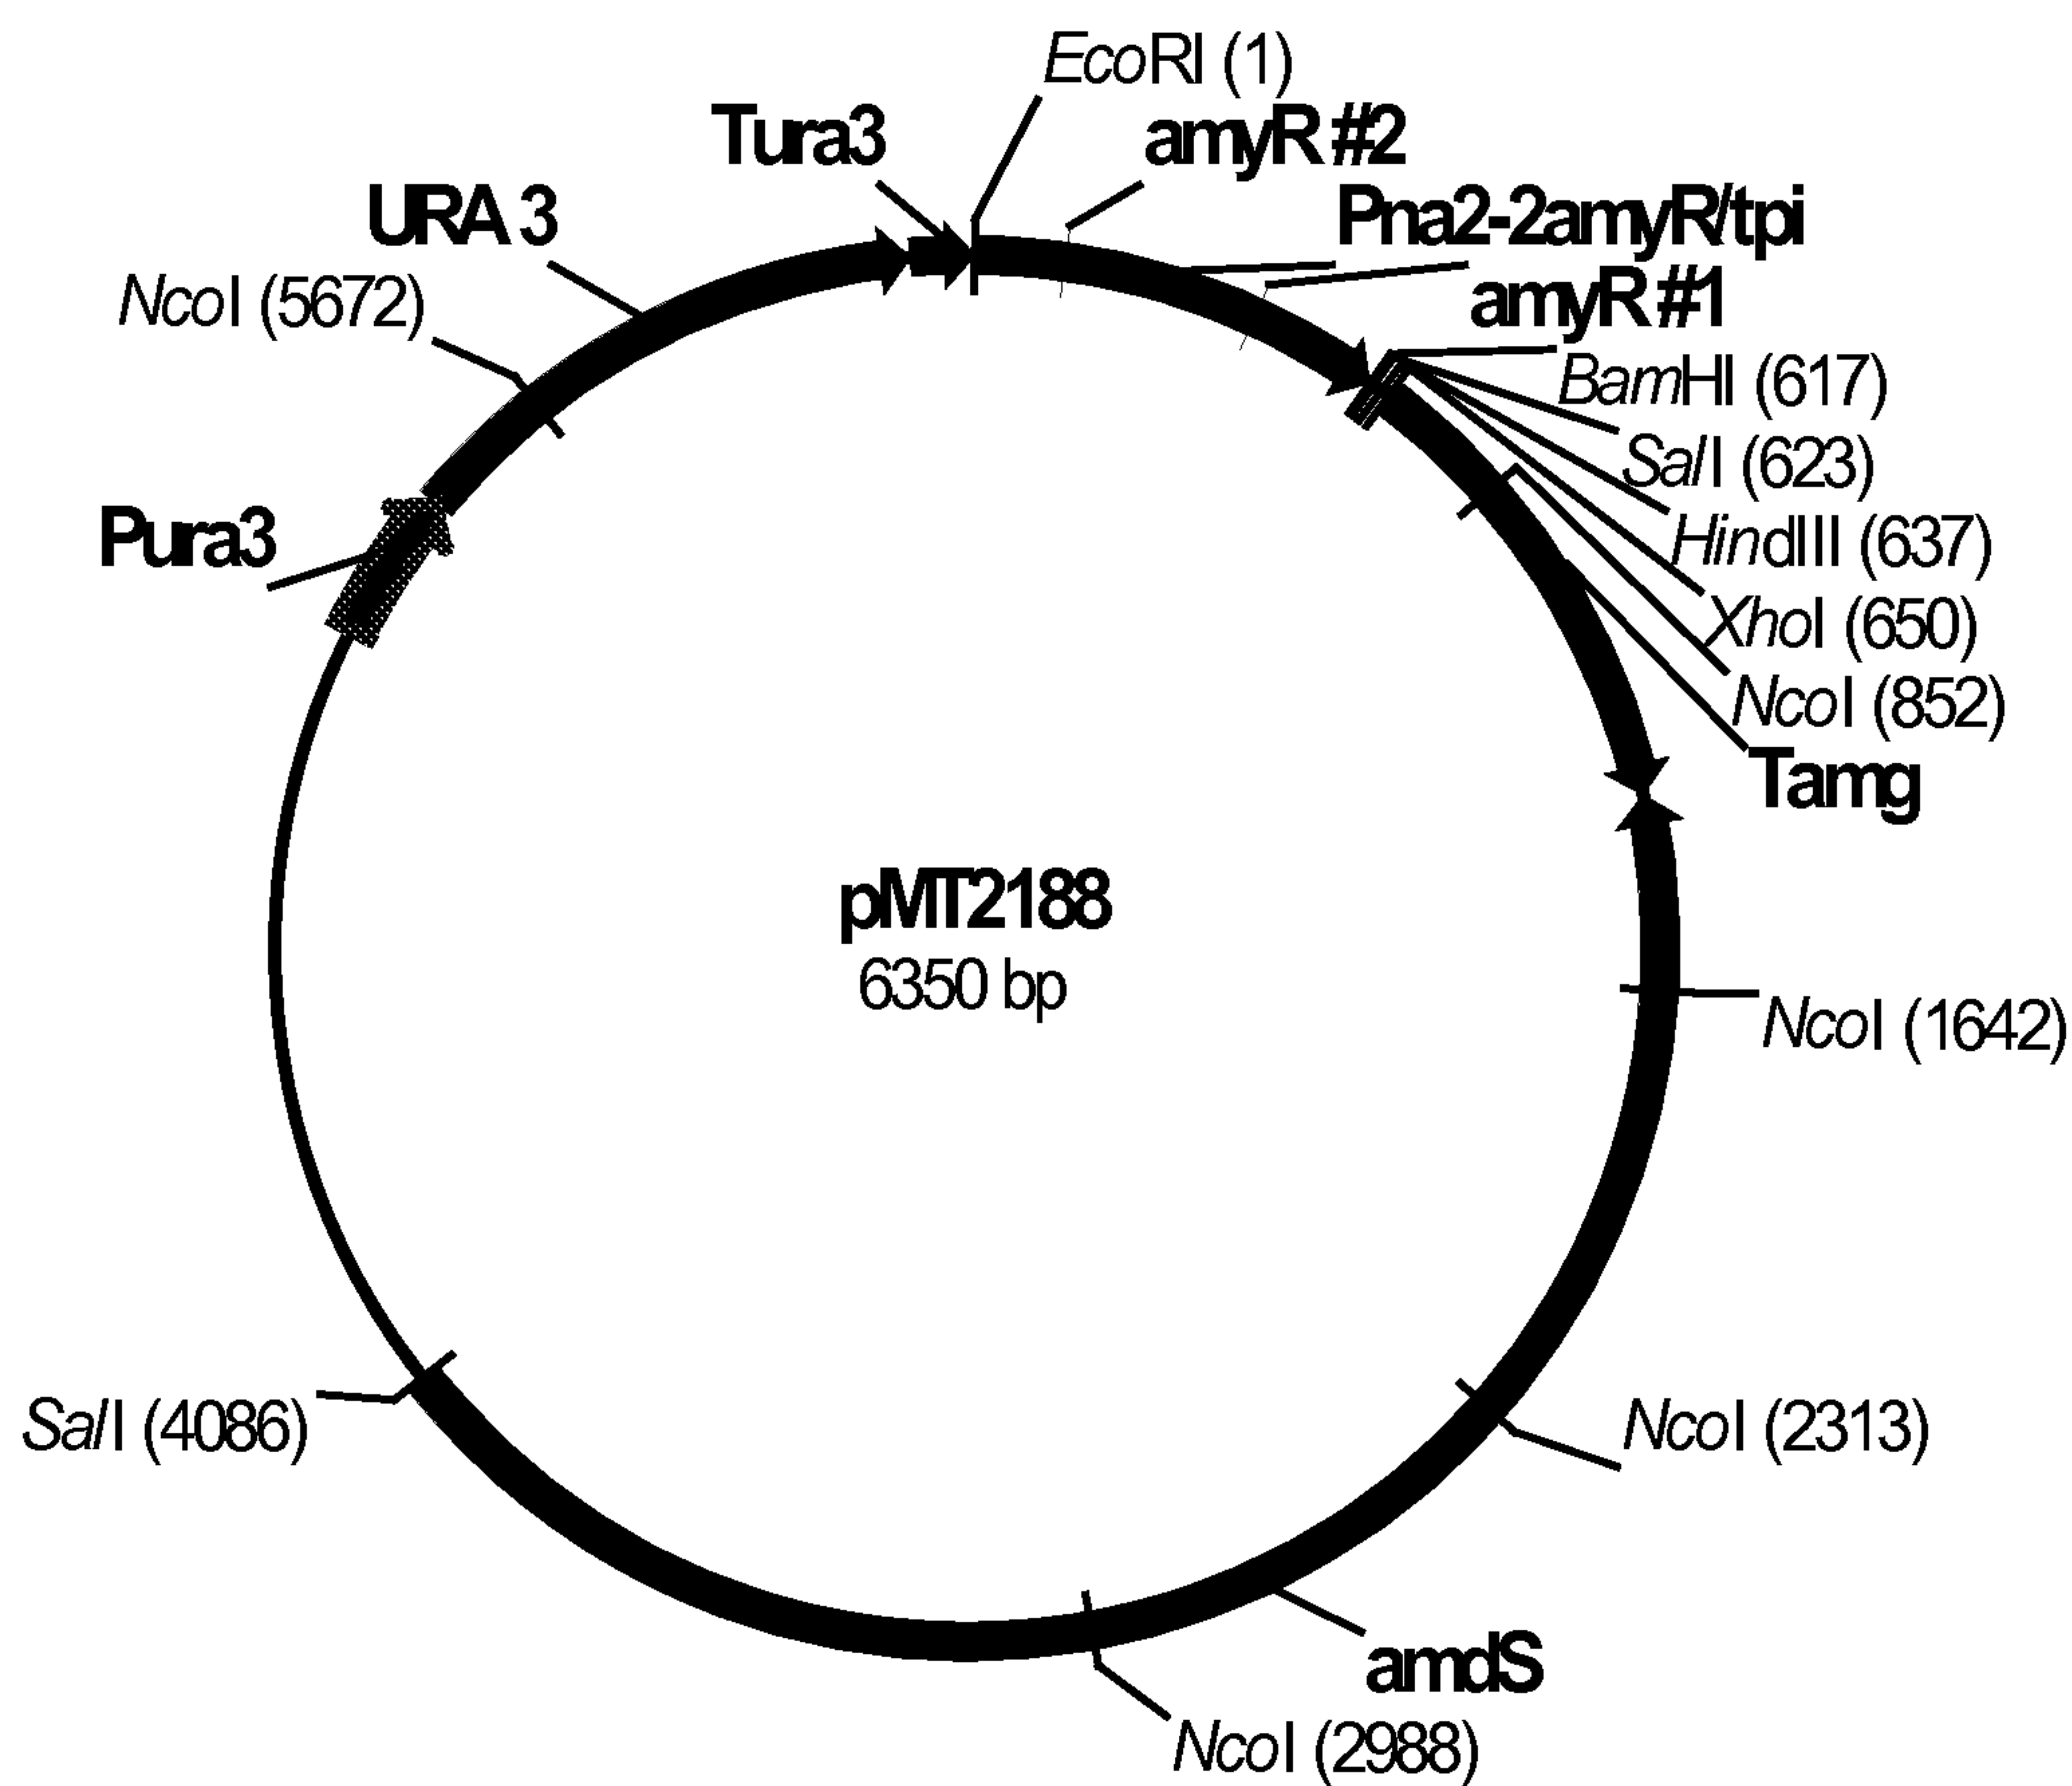 EcoRI (1)
Tura3
amyR #2
URA 3
Pna2-2amyR/tpi
NcoI (5672)
amyR #1
BamHI (617)
SalI (623)
Pura3
HindIII (637)
XhoI (650)
NcoI (852)
Tamg
pMT2188
6350 bp
NcoI (1642)
SalI (4086)
NcoI (2313)
amdS
NcoI (2988)